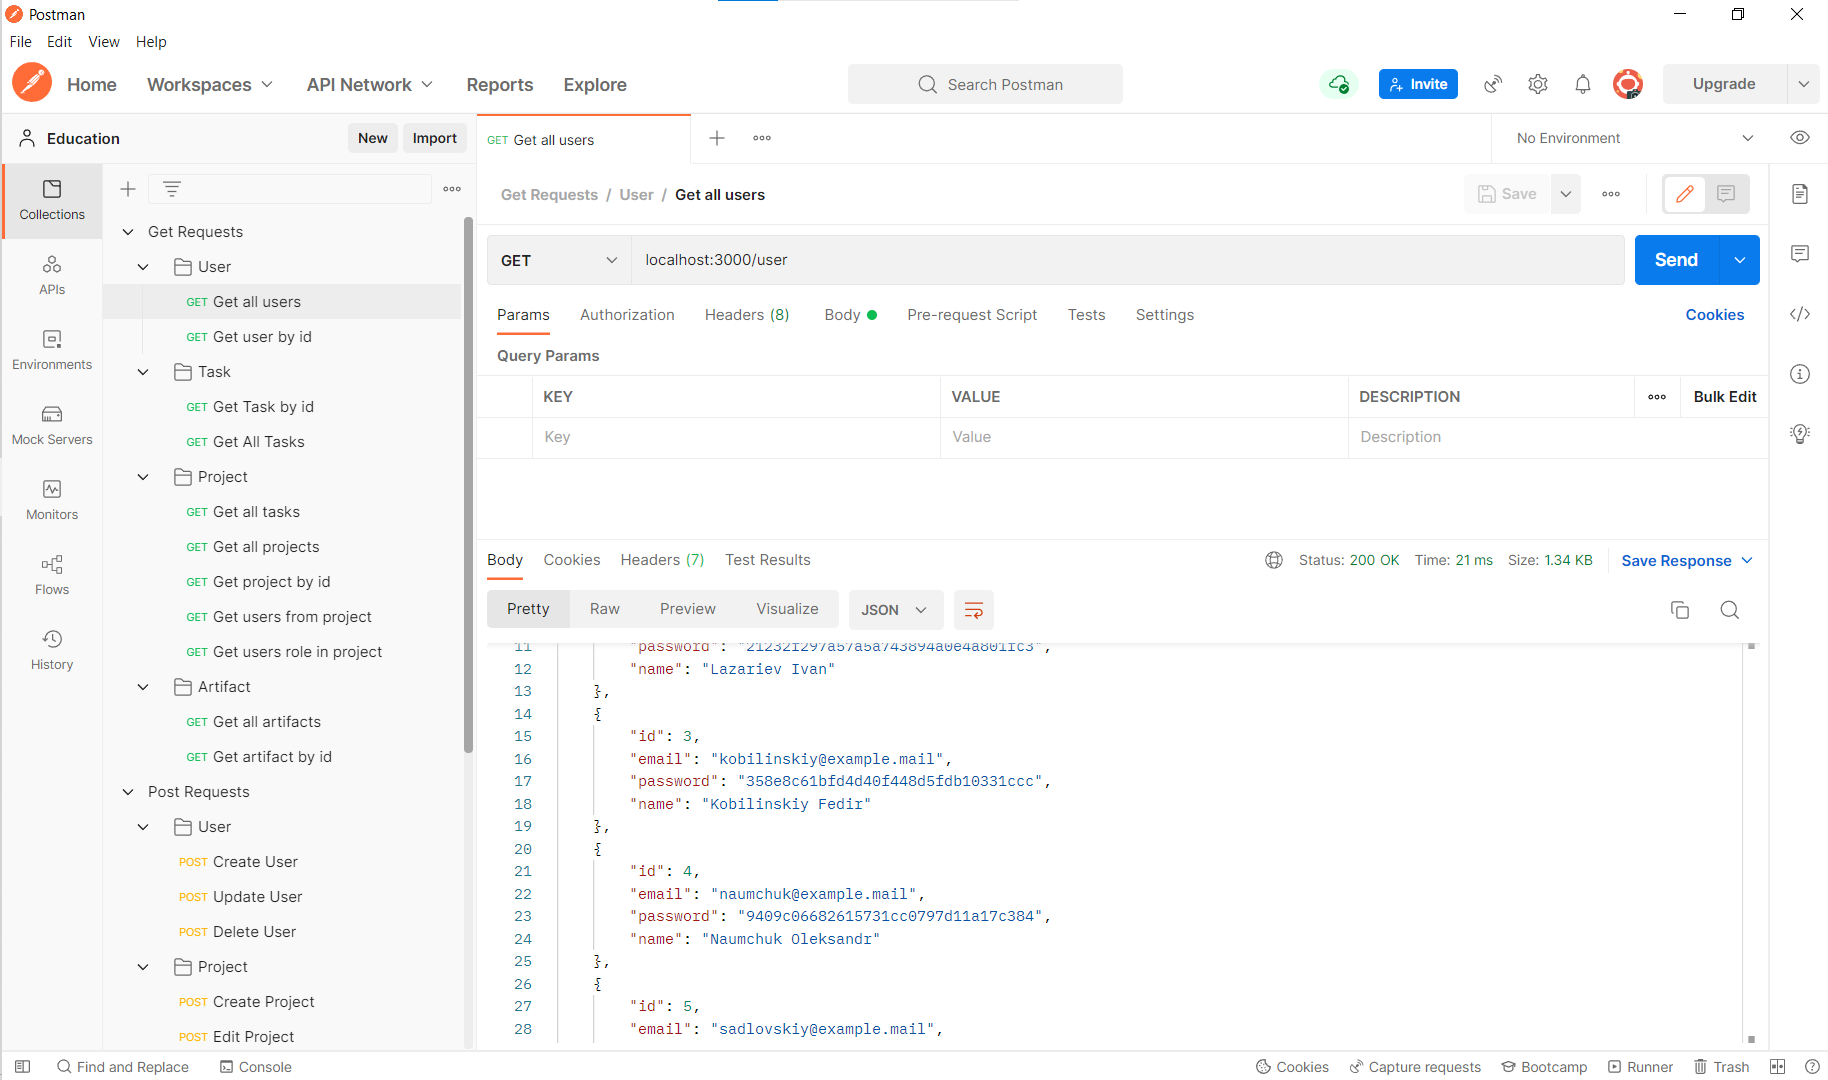 Postman
File Edit View Help
Home Workspaces API Network Reports Explore Search Postman Invite Upgrade
Education New Import
GET Get all users
No Environment
Collections
APIs
Environments
Mock Servers
Monitors
Flows
History
Get Requests
User
GET Get all users
GET Get user by id
Task
GET Get Task by id
GET Get All Tasks
Project
GET Get all tasks
GET Get all projects
GET Get project by id
GET Get users from project
GET Get users role in project
Artifact
GET Get all artifacts
GET Get artifact by id
Post Requests
User
POST Create User
POST Update User
POST Delete User
Project
POST Create Project
POST Edit Project
Get Requests / User / Get all users Save
GET localhost:3000/user Send
Params Authorization Headers (8) Body Pre-request Script Tests Settings Cookies
Query Params
KEY VALUE DESCRIPTION Bulk Edit
Key Value Description
Body Cookies Headers (7) Test Results Status: 200 OK Time: 21 ms Size: 1.34 KB Save Response
Pretty Raw Preview Visualize JSON
11 "password": "21232f297a57a5a743894a0e4a801fc3",
12 "name": "Lazariev Ivan"
13 },
14 {
15 "id": 3,
16 "email": "kobilinskiy@example.mail",
17 "password": "358e8c61bfd4d40f448d5fdb10331ccc",
18 "name": "Kobilinskiy Fedir"
19 },
20 {
21 "id": 4,
22 "email": "naumchuk@example.mail",
23 "password": "9409c06682615731cc0797d11a17c384",
24 "name": "Naumchuk Oleksandr"
25 },
26 {
27 "id": 5,
28 "email": "sadlovskiy@example.mail",
Find and Replace Console Cookies Capture requests Bootcamp Runner Trash